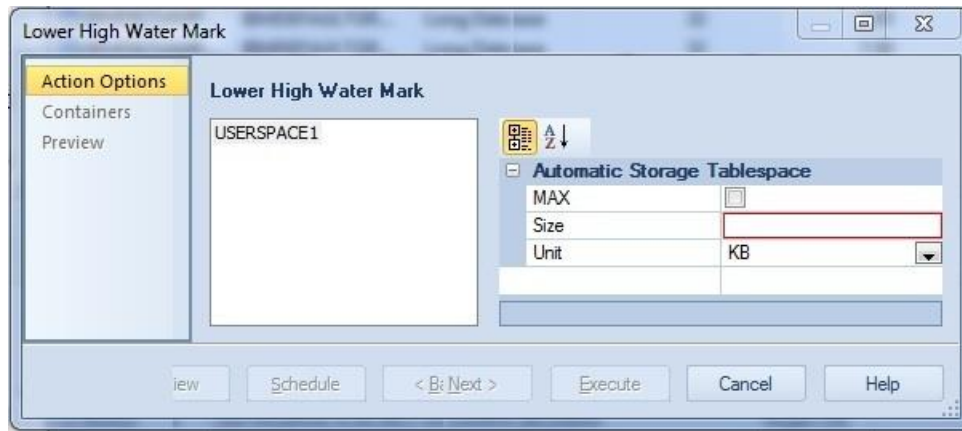 Lower High Water Mark
Action Options
Containers
Preview
Lower High Water Mark
USERSPACE1
Automatic Storage Tablespace
MAX
Size
Unit KB
iew Schedule < Ba Next > Execute Cancel Help